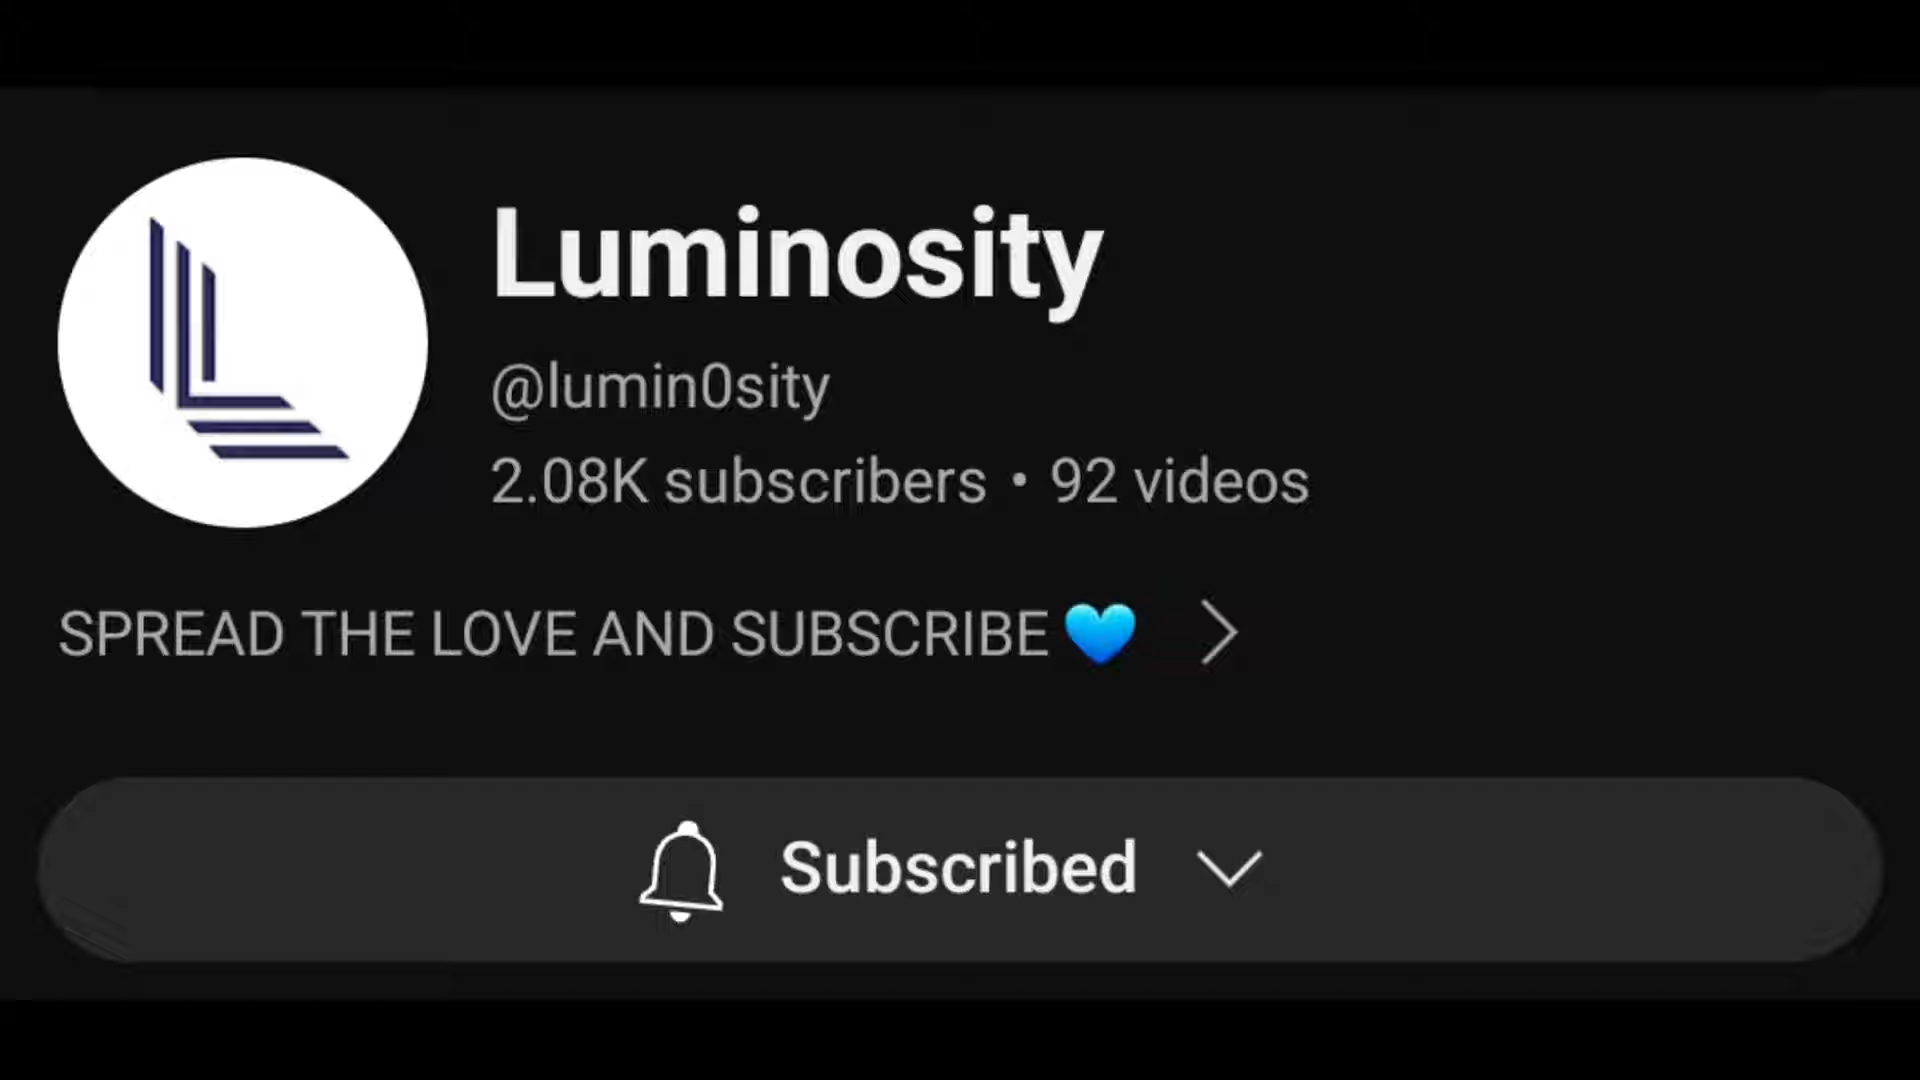 Luminosity
@lumin0sity
2.08K subscribers • 92 videos
SPREAD THE LOVE AND SUBSCRIBE 💙
Subscribed